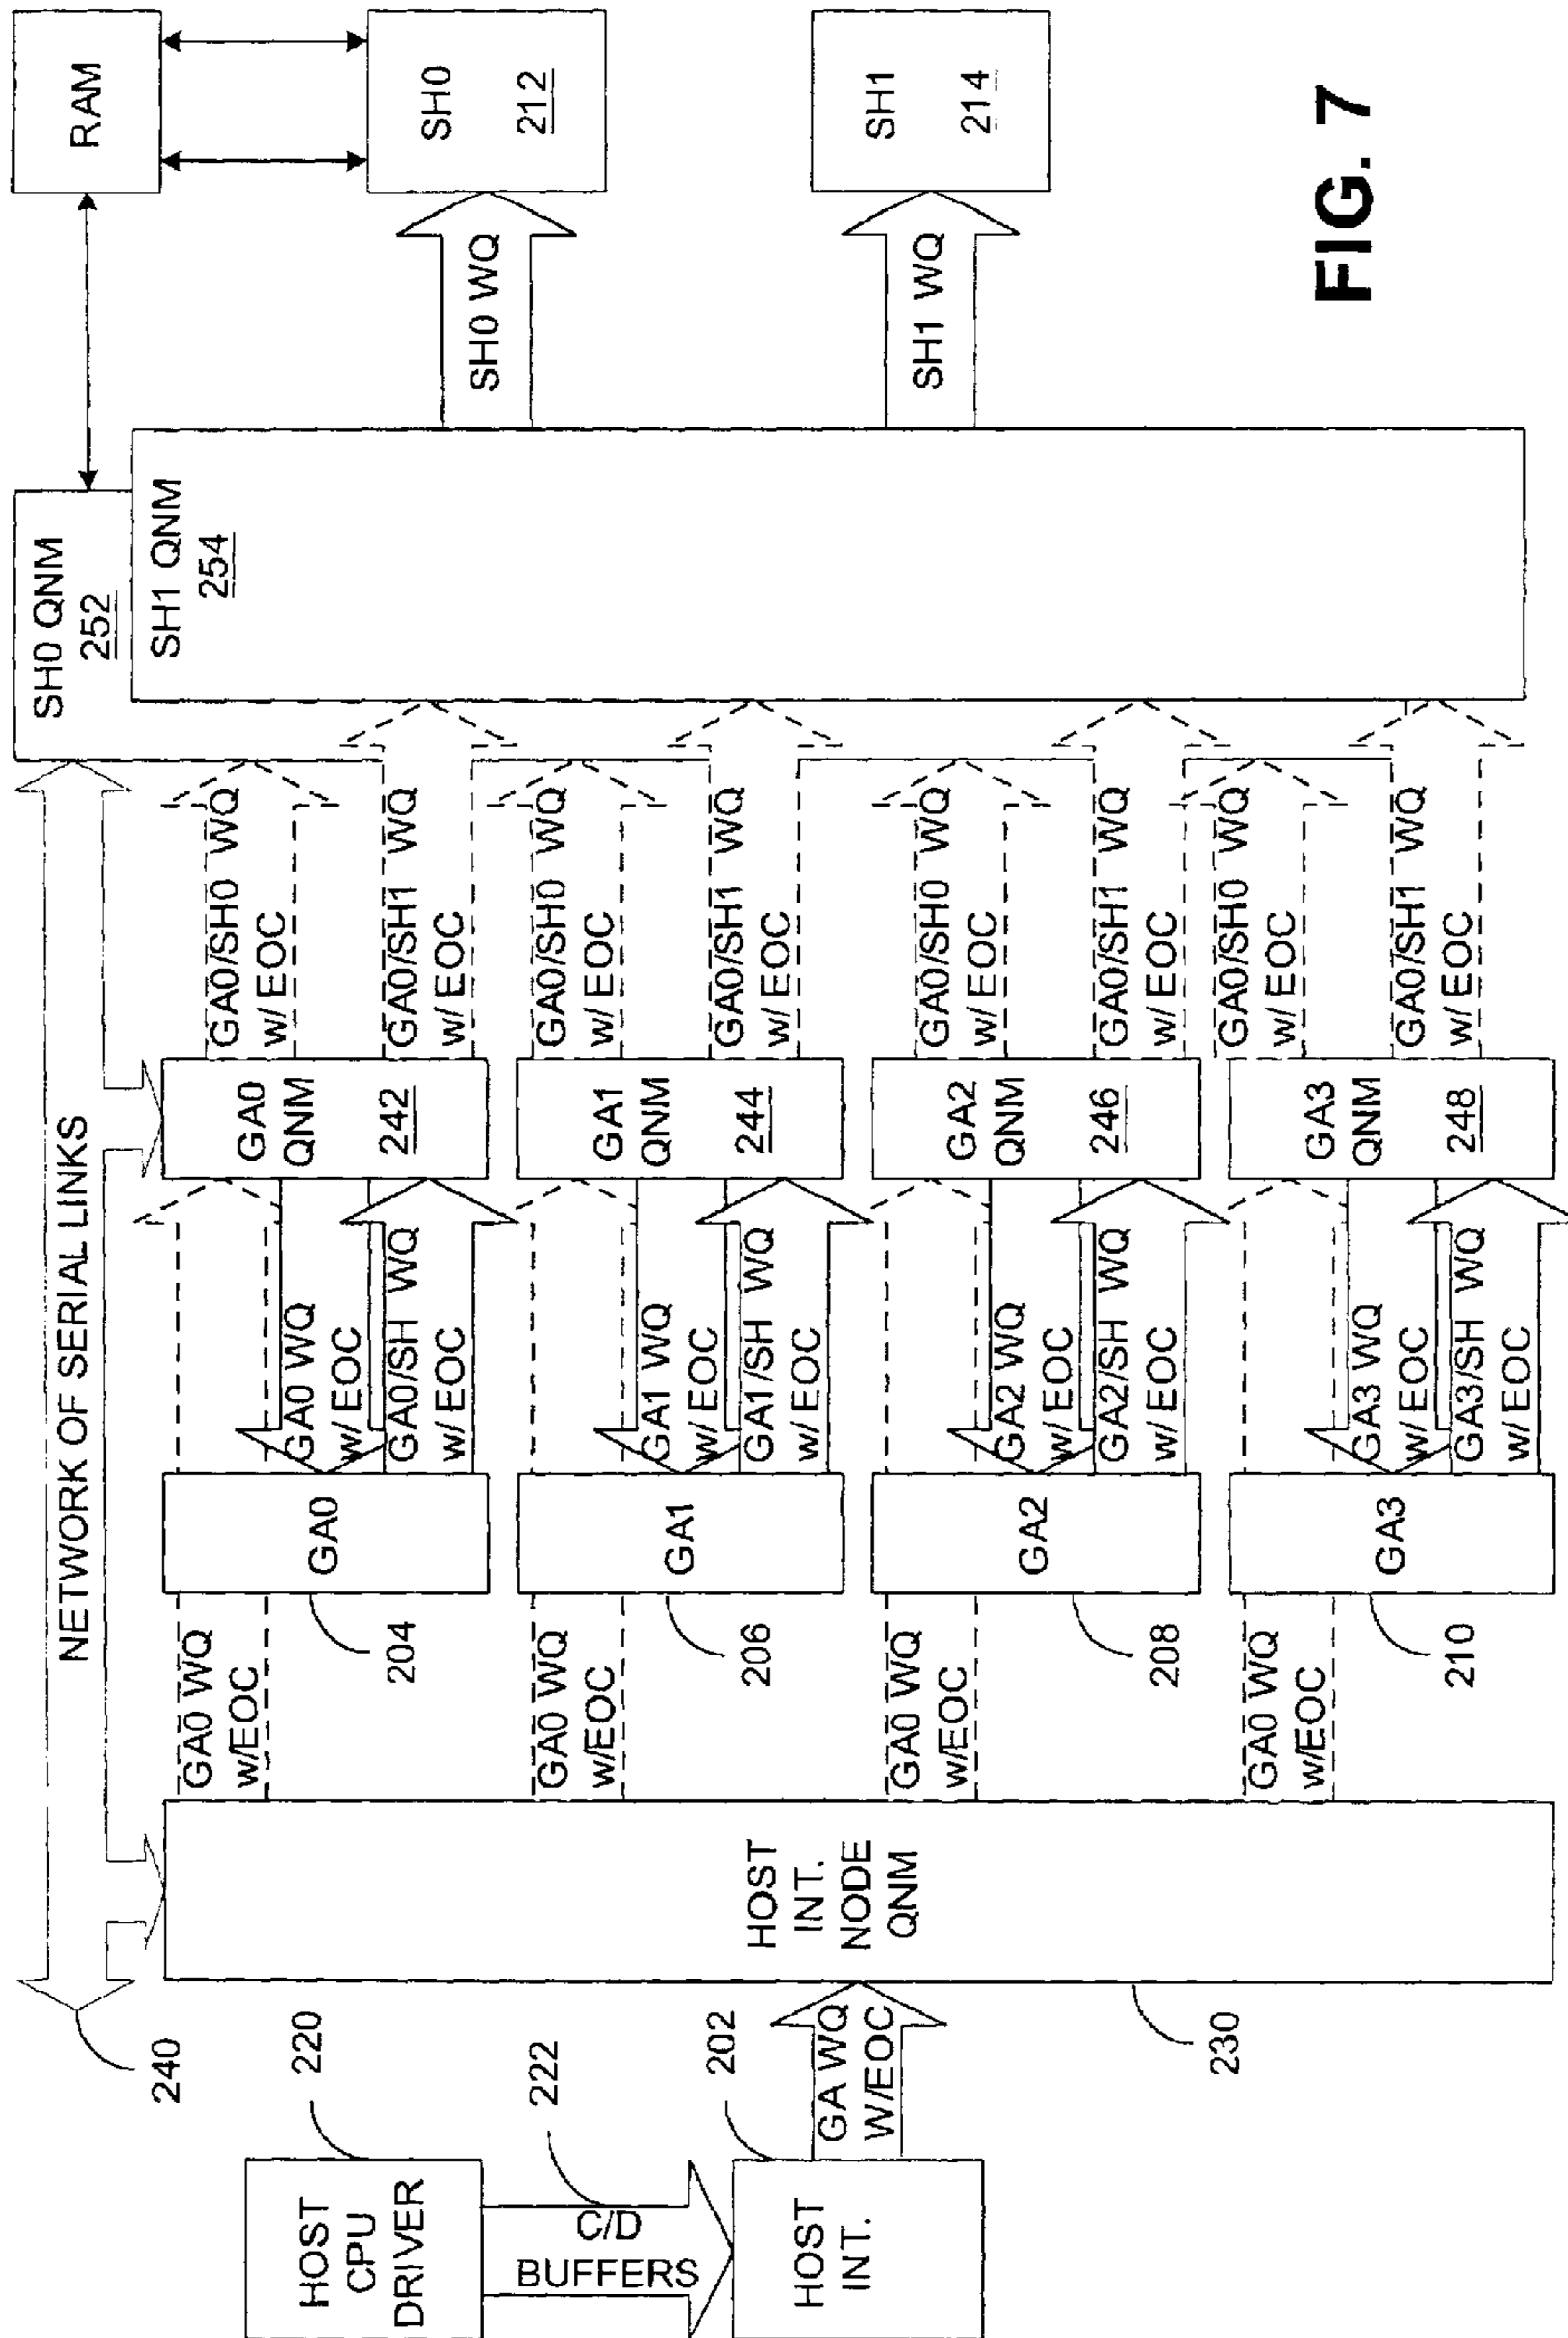 NETWORK OF SERIAL LINKS
240
HOST
CPU
DRIVER
220
C/D
BUFFERS
222
HOST
INT.
202
GA WQ
W/EOC
HOST
INT.
NODE
QNM
230
GA0 WQ
w/EOC
GA0 WQ
w/EOC
GA0 WQ
w/EOC
GA0 WQ
w/EOC
GA0
204
GA1
206
GA2
208
GA3
210
GA0 WQ
w/ EOC
GA0/SH WQ
w/ EOC
GA1 WQ
w/ EOC
GA1/SH WQ
w/ EOC
GA2 WQ
w/ EOC
GA2/SH WQ
w/ EOC
GA3 WQ
w/ EOC
GA3/SH WQ
w/ EOC
GA0
QNM
242
GA1
QNM
244
GA2
QNM
246
GA3
QNM
248
GA0/SH0 WQ
w/ EOC
GA0/SH1 WQ
w/ EOC
GA0/SH0 WQ
w/ EOC
GA0/SH1 WQ
w/ EOC
GA0/SH0 WQ
w/ EOC
GA0/SH1 WQ
w/ EOC
GA0/SH0 WQ
w/ EOC
GA0/SH1 WQ
w/ EOC
SH0 QNM
252
SH1 QNM
254
SH0 WQ
SH1 WQ
RAM
SH0
212
SH1
214
FIG. 7